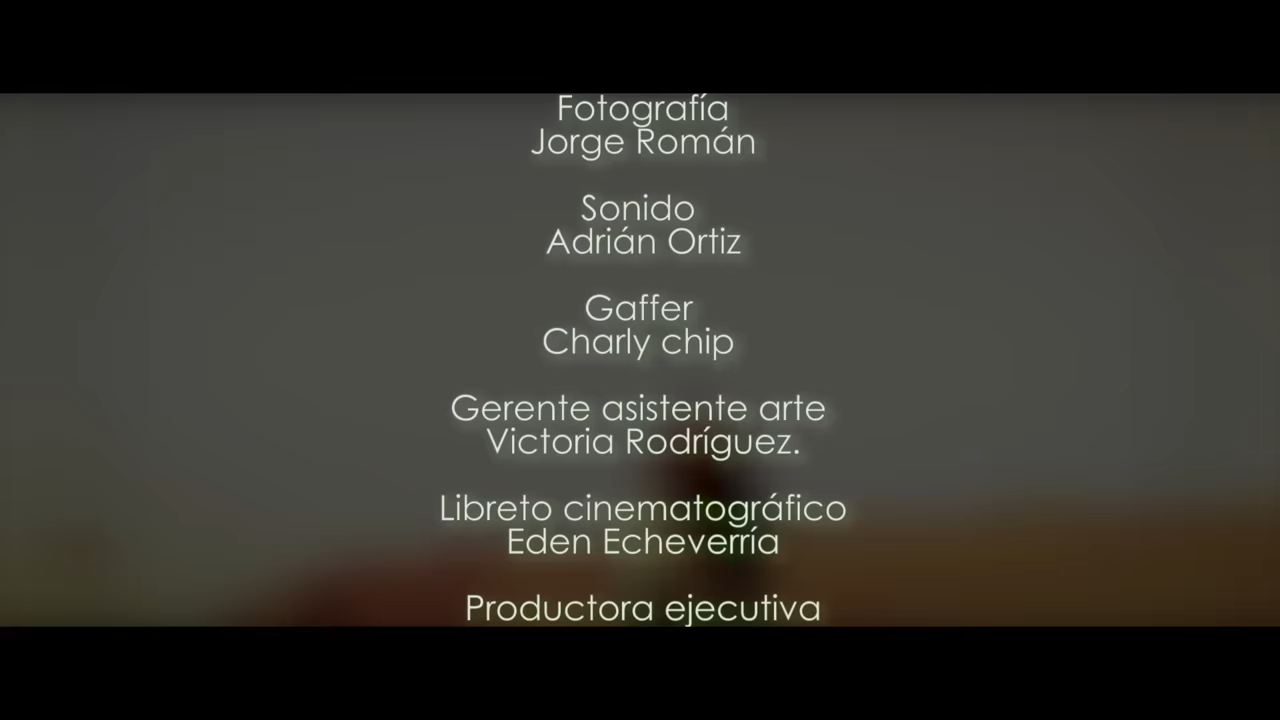 Fotografía
Jorge Román
Sonido
Adrián Ortiz
Gaffer
Charly chip
Gerente asistente arte
Victoria Rodríguez.
Libreto cinematográfico
Eden Echeverría
Productora ejecutiva